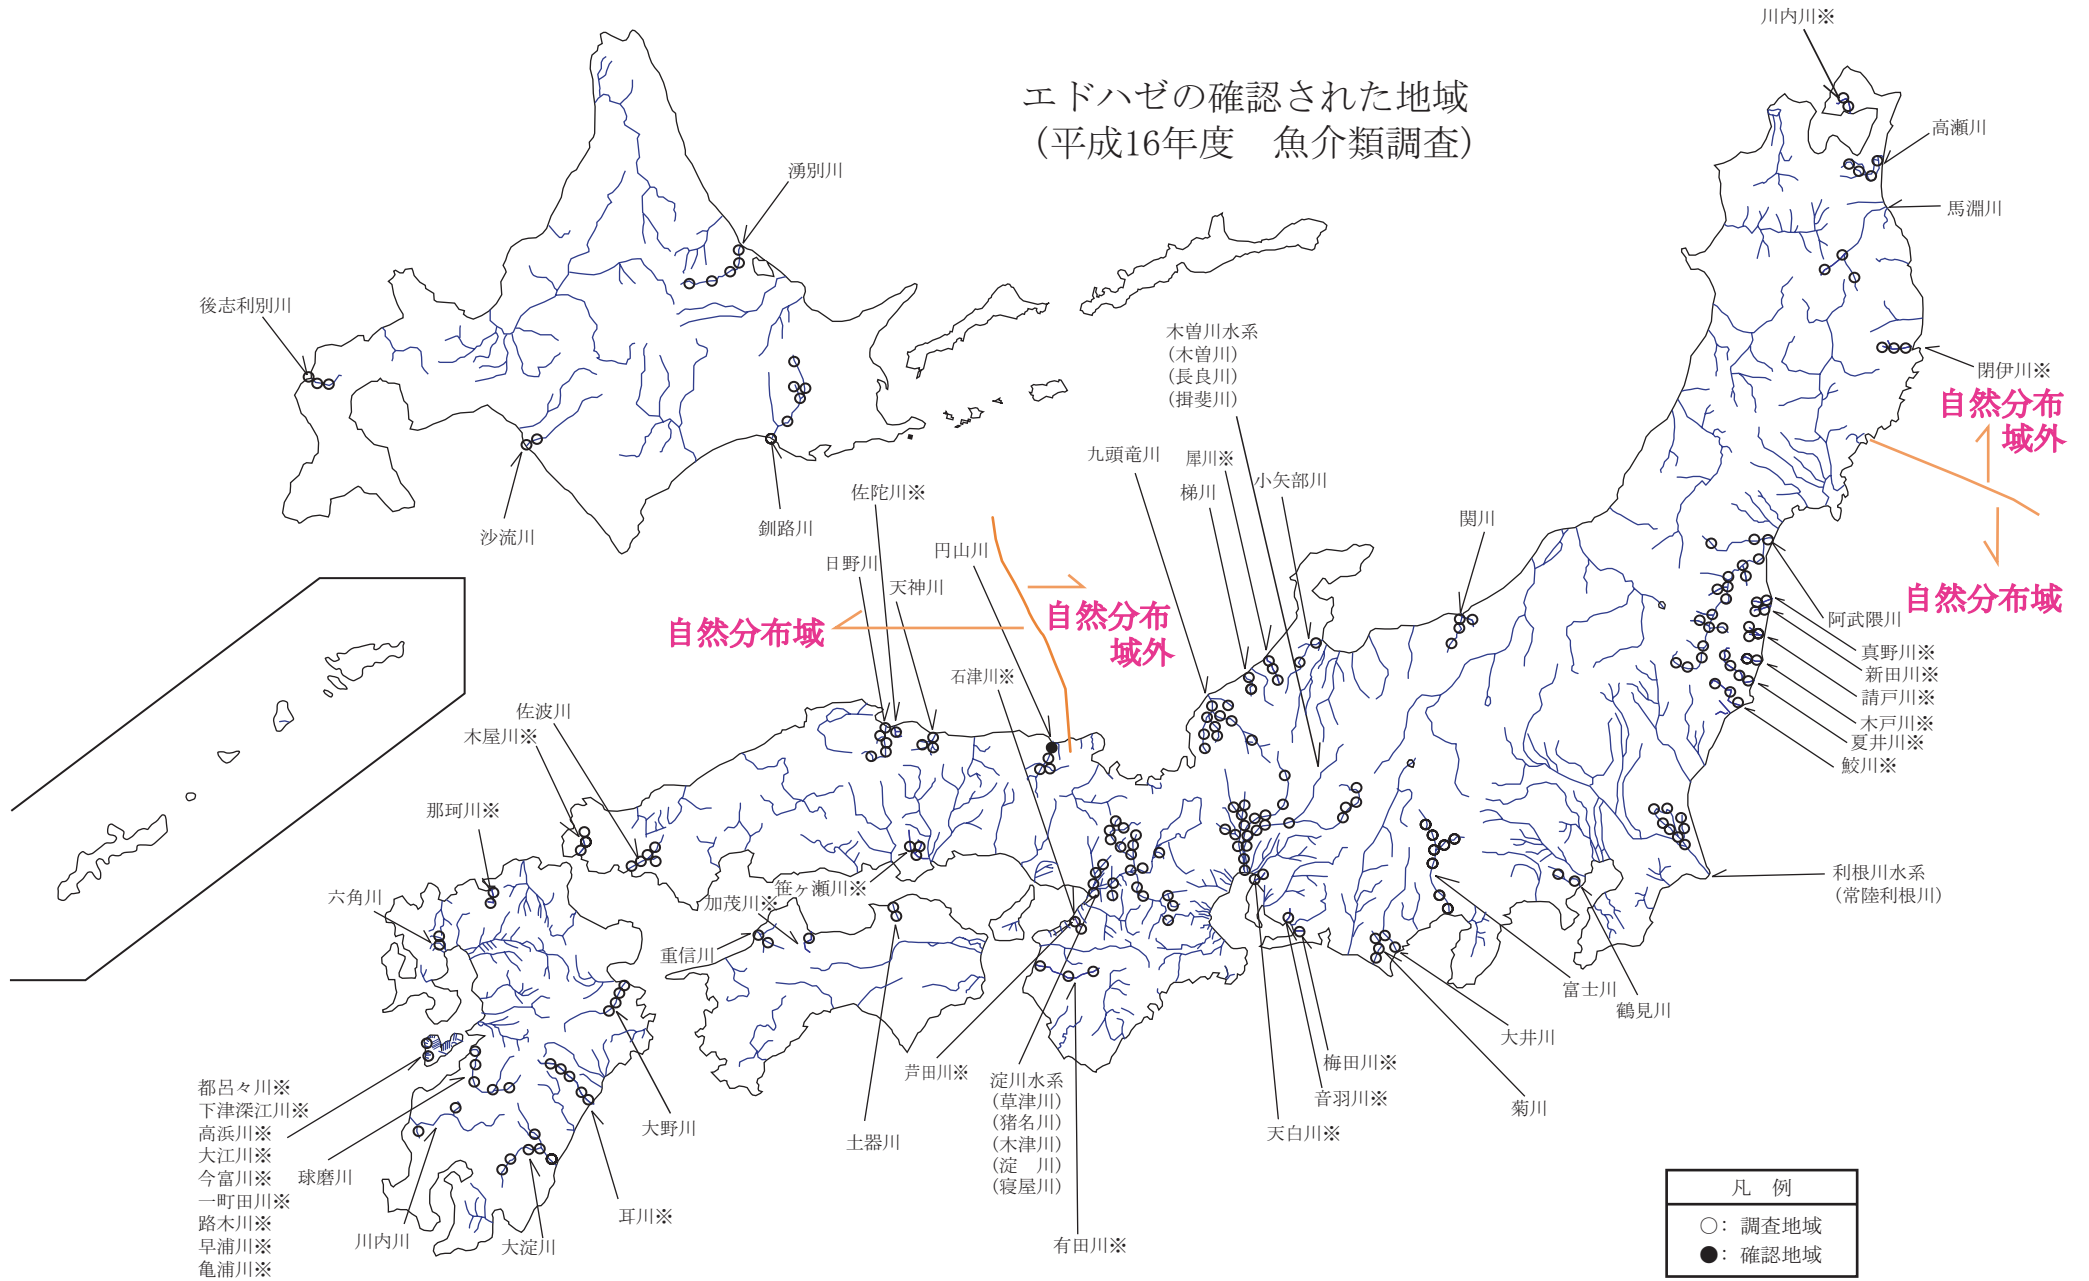 エドハゼの確認された地域
(平成16年度　魚介類調査)
川内川※
高瀬川
馬淵川
閉伊川※
自然分布
域外
自然分布域
湧別川
後志利別川
沙流川
釧路川
木曽川水系
(木曽川)
(長良川)
(揖斐川)
九頭竜川
犀川※
梯川
小矢部川
関川
佐陀川※
日野川
天神川
円山川
自然分布域
自然分布
域外
石津川※
佐波川
木屋川※
那珂川※
六角川
笹ヶ瀬川※
加茂川※
重信川
阿武隈川
真野川※
新田川※
請戸川※
木戸川※
夏井川※
鮫川※
利根川水系
(常陸利根川)
富士川
鶴見川
大井川
菊川
梅田川※
音羽川※
天白川※
芦田川※
淀川水系
(草津川)
(猪名川)
(木津川)
(淀　川)
(寝屋川)
有田川※
土器川
大野川
耳川※
大淀川
川内川
球磨川
都呂々川※
下津深江川※
高浜川※
大江川※
今富川※
一町田川※
路木川※
早浦川※
亀浦川※
凡　例
○：調査地域
●：確認地域